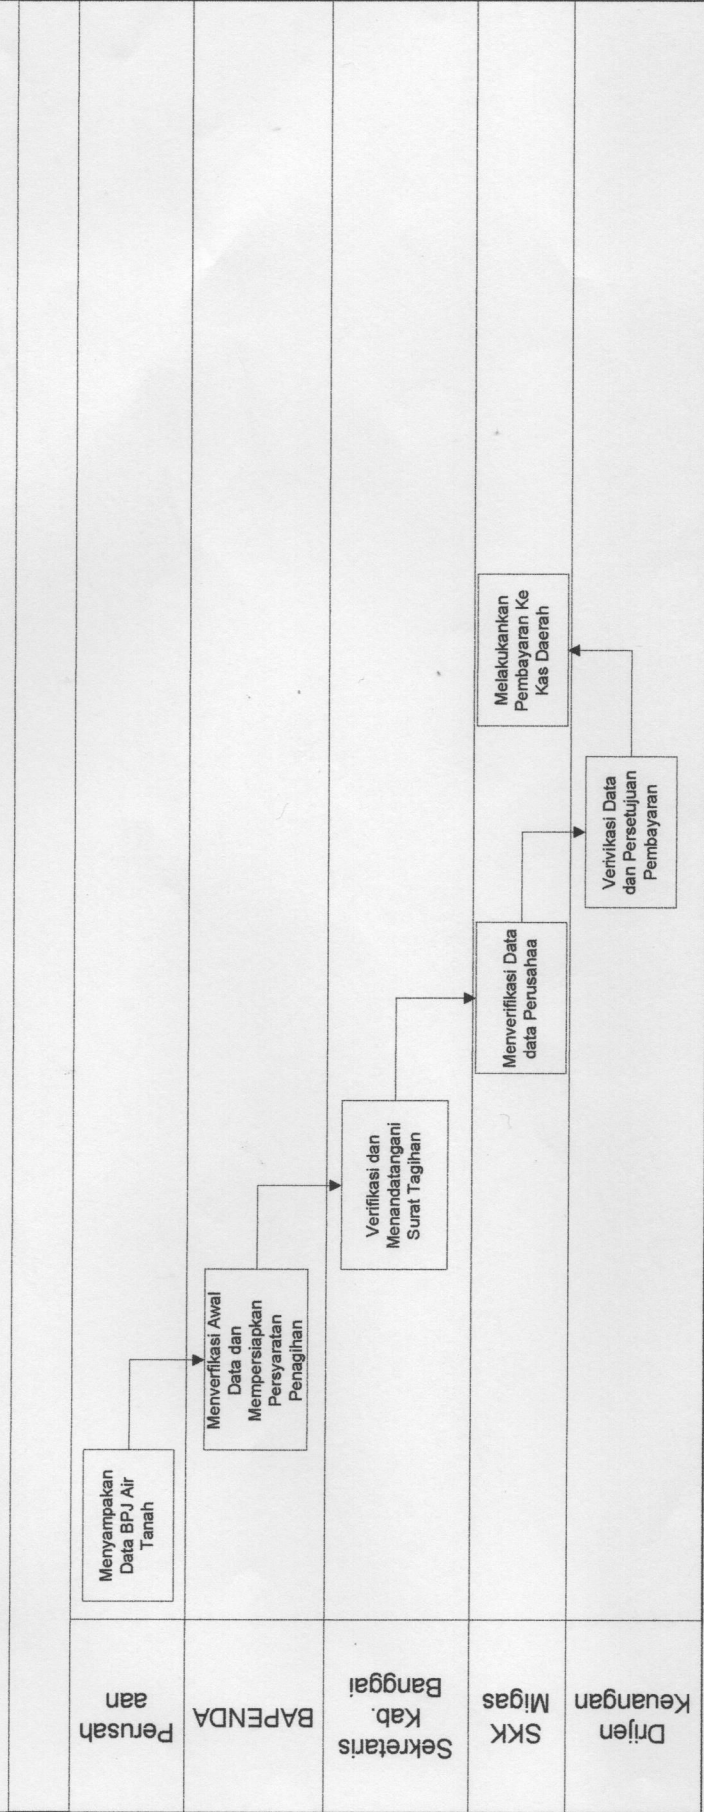 Perusah
aan
BAPENDA
Sekretaris
Kab.
Banggai
SKK
Migas
Drijen
Keuangan
Menyampakan
Data BPJ Air
Tanah
Menverfikasi Awal
Data dan
Mempersiapkan
Persyaratan
Penagihan
Verifikasi dan
Menandatangani
Surat Tagihan
Menverifikasi Data
data Perusahaa
Verivikasi Data
dan Persetujuan
Pembayaran
Melakukankan
Pembayaran Ke
Kas Daerah